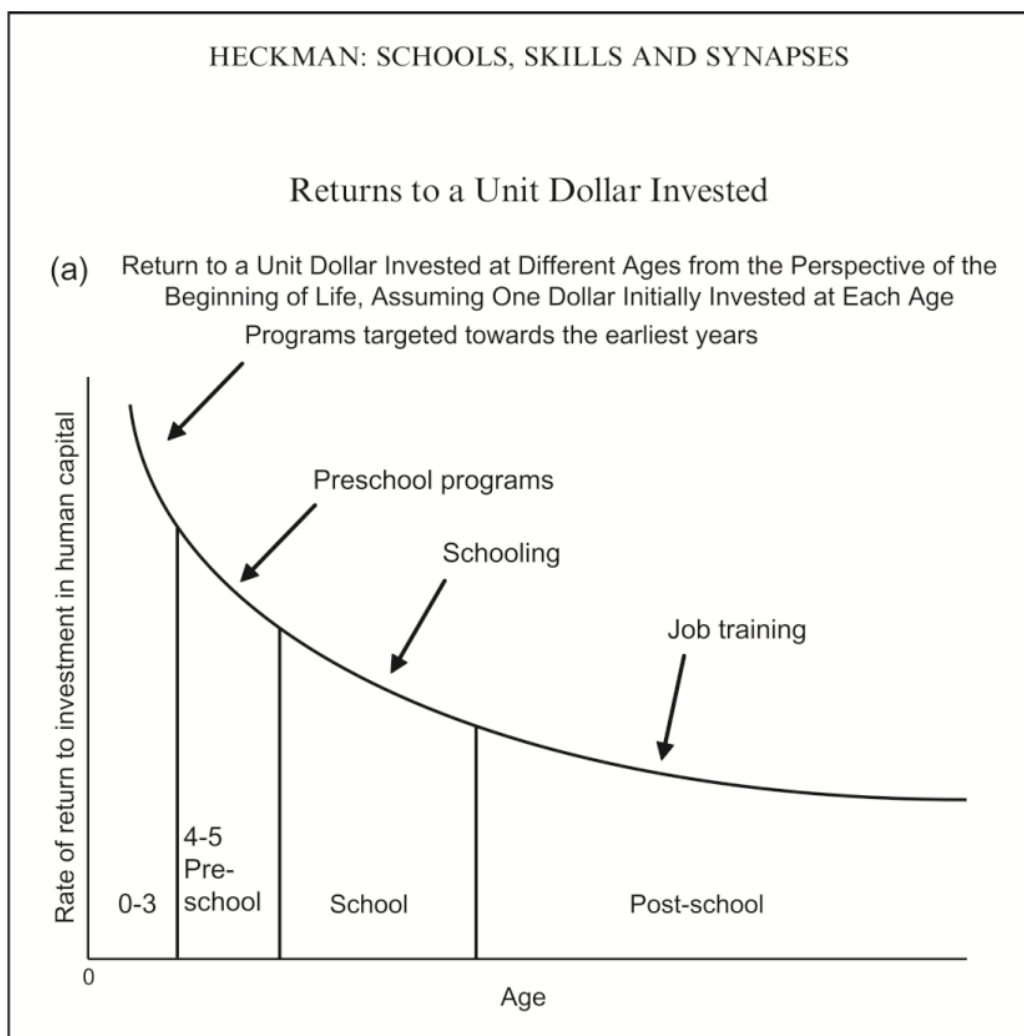 HECKMAN: SCHOOLS, SKILLS AND SYNAPSES
Returns to a Unit Dollar Invested
(a) Return to a Unit Dollar Invested at Different Ages from the Perspective of the
Beginning of Life, Assuming One Dollar Initially Invested at Each Age
Programs targeted towards the earliest years
Rate of return to investment in human capital
Preschool programs
Schooling
Job training
4-5
Pre-
school
0-3
School
Post-school
0
Age